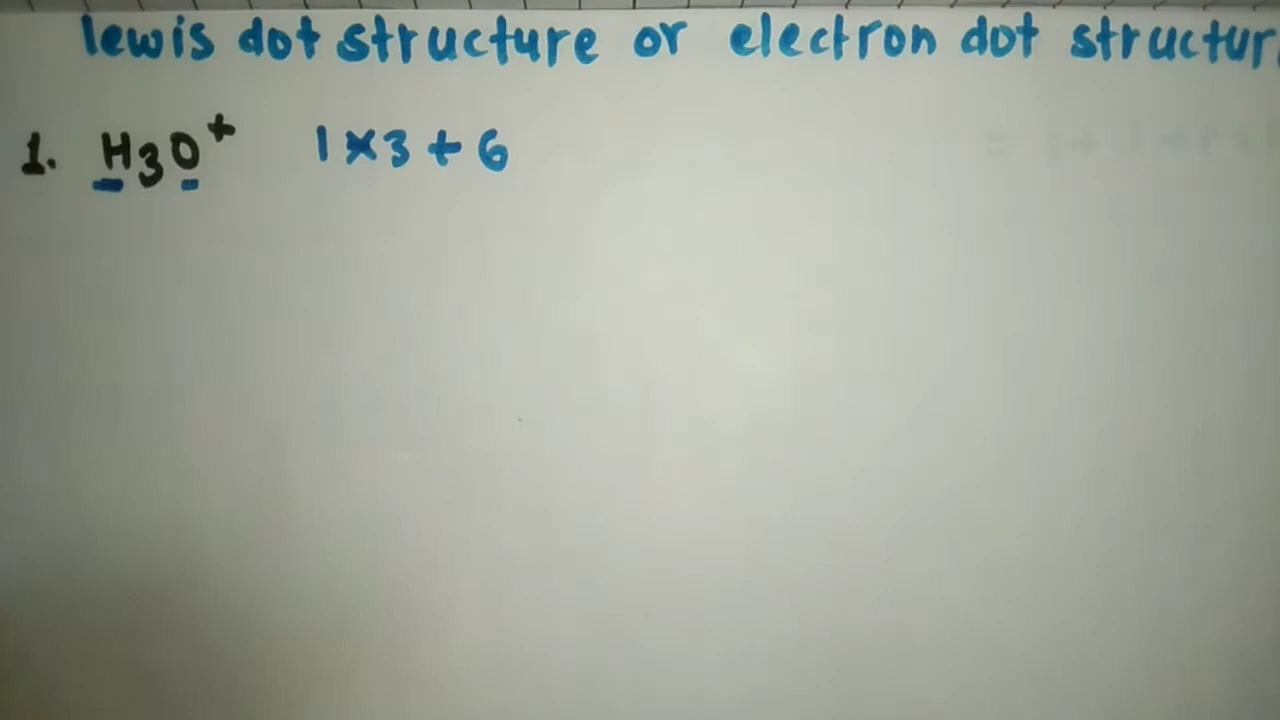 lewis dot structure or electron dot structur
1. H3O+ 1×3+6